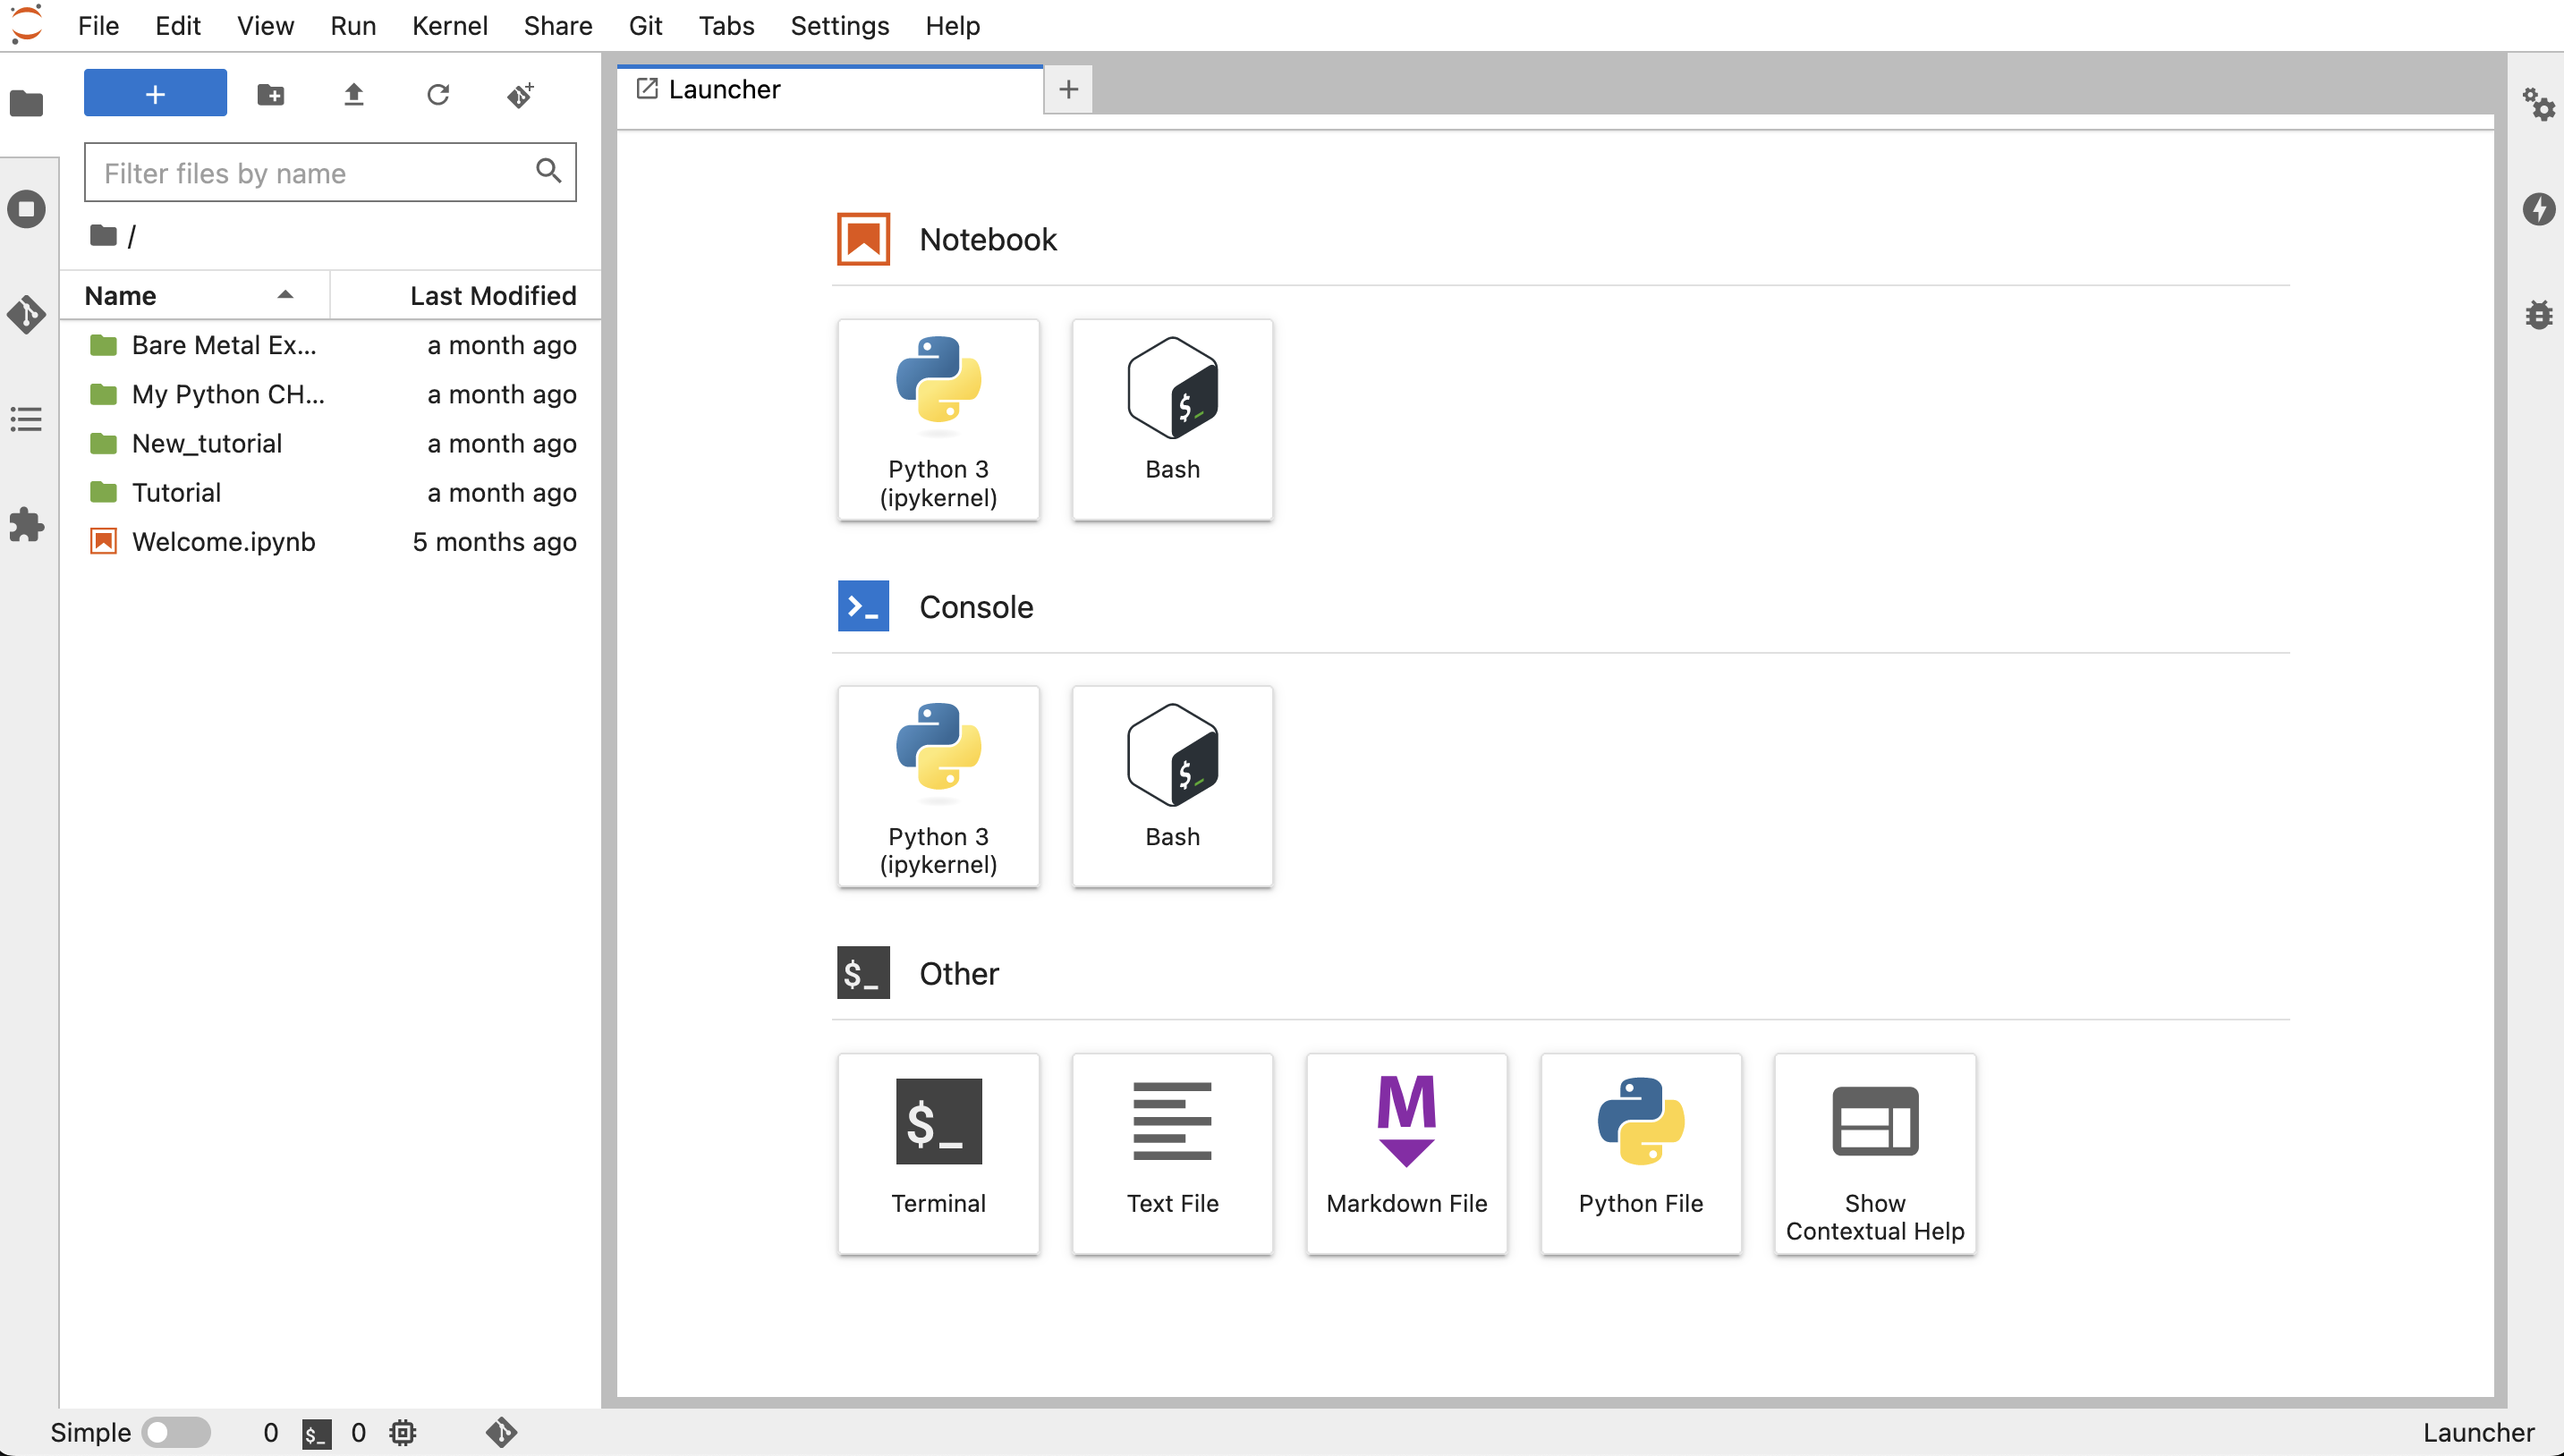 File Edit View Run Kernel Share Git Tabs Settings Help
Filter files by name
/
Name Last Modified
Bare Metal Ex... a month ago
My Python CH... a month ago
New_tutorial a month ago
Tutorial a month ago
Welcome.ipynb 5 months ago
Launcher
Notebook
Python 3
(ipykernel)
Bash
Console
Python 3
(ipykernel)
Bash
$_ Other
$_
Terminal
Text File
M
Markdown File
Python File
Show
Contextual Help
Simple 0 $_ 0 Launcher